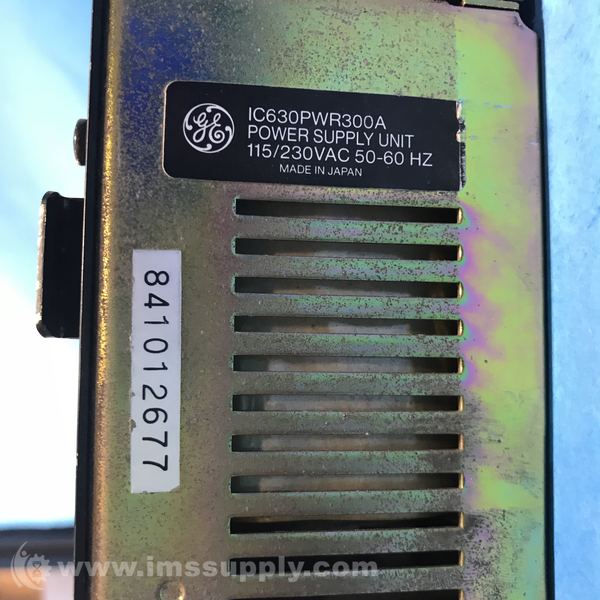 GE
IC630PWR300A
POWER SUPPLY UNIT
115/230VAC 50-60 HZ
MADE IN JAPAN
841012677
www.imssupply.com